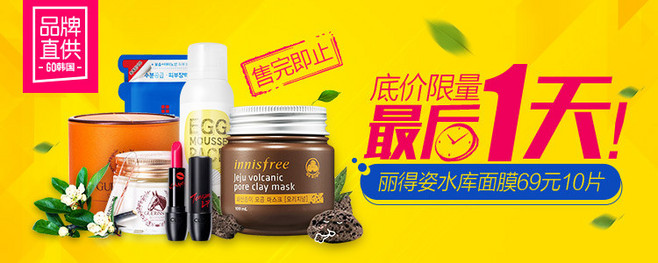 品牌
直供
GO韩国
售完即止
底价限量
最后1天!
丽得姿水库面膜69元10片
EGG
MOUSSE
PACK
innisfree
Jeju volcanic
pore clay mask